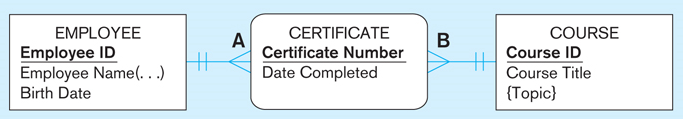 EMPLOYEE
Employee ID
Employee Name(. . .)
Birth Date
A
CERTIFICATE
Certificate Number
Date Completed
B
COURSE
Course ID
Course Title
{Topic}